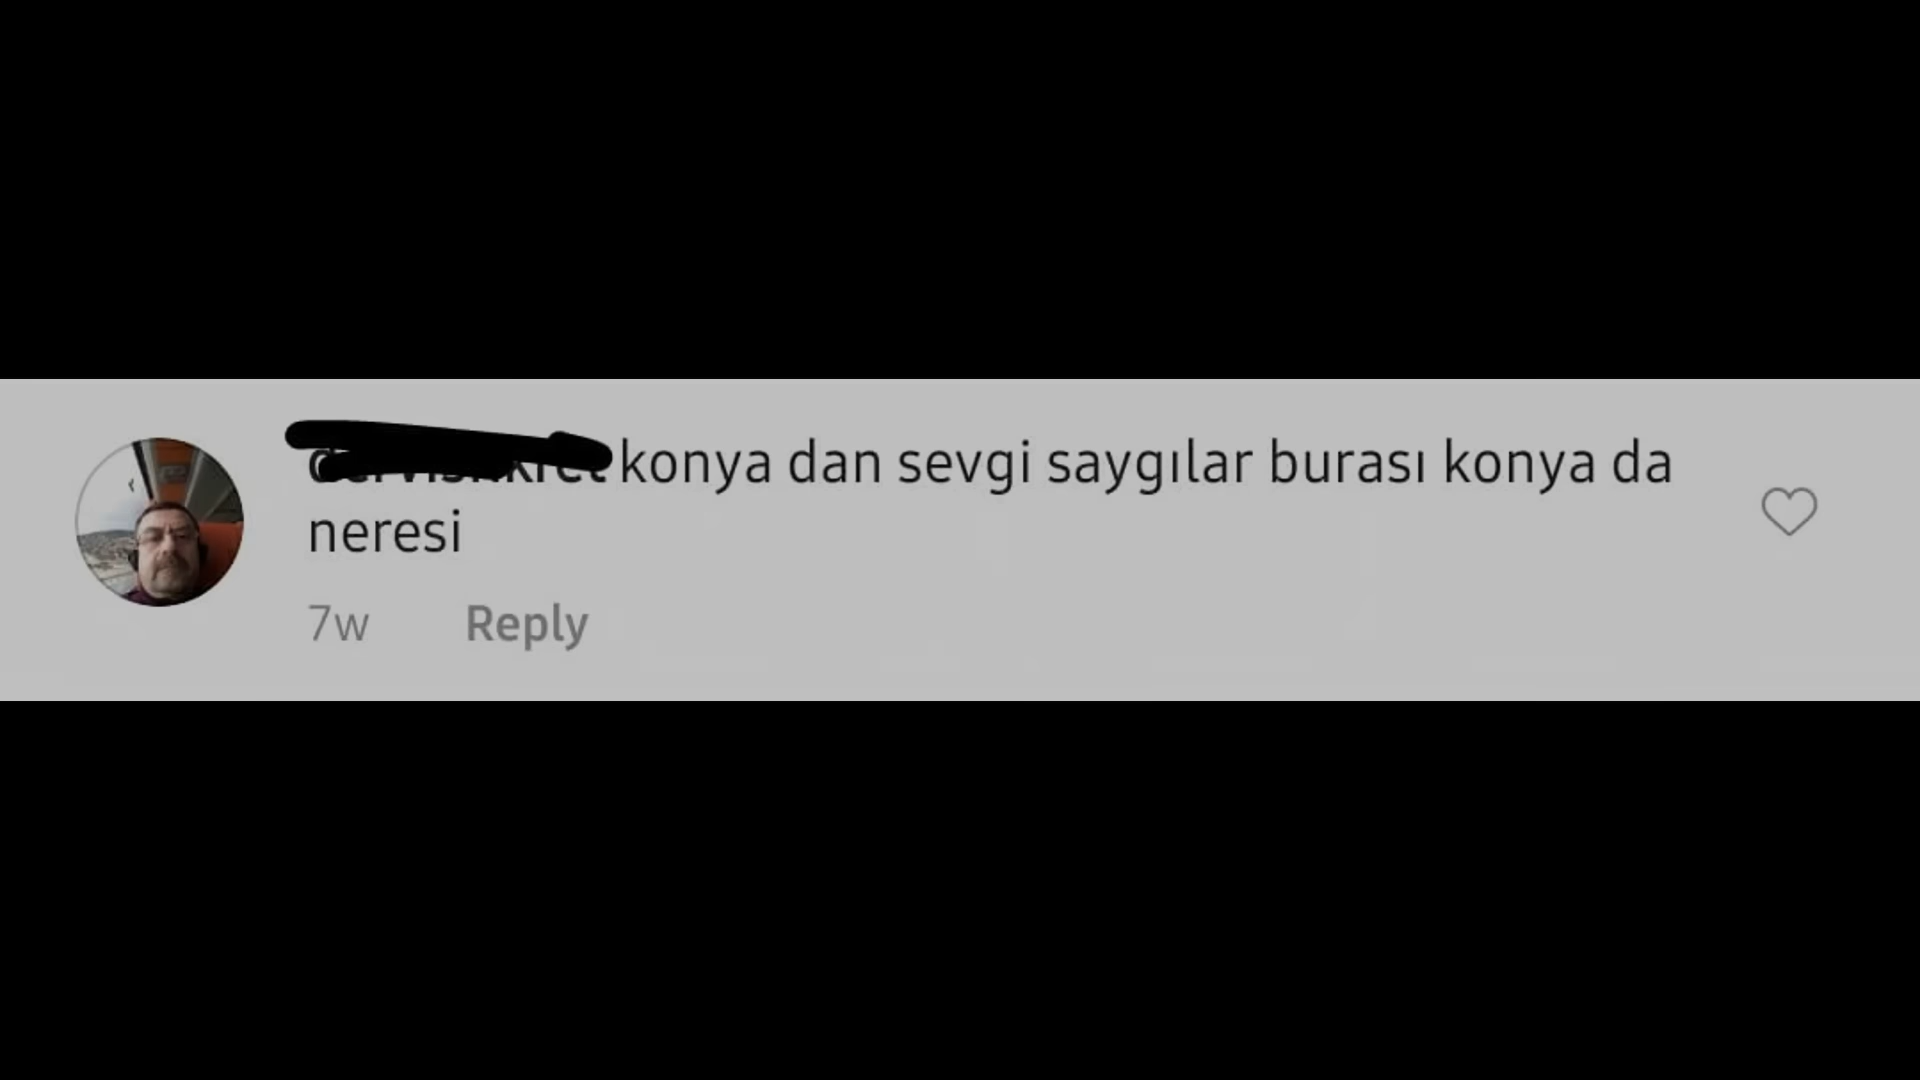 konya dan sevgi saygılar burası konya da
neresi
7w Reply